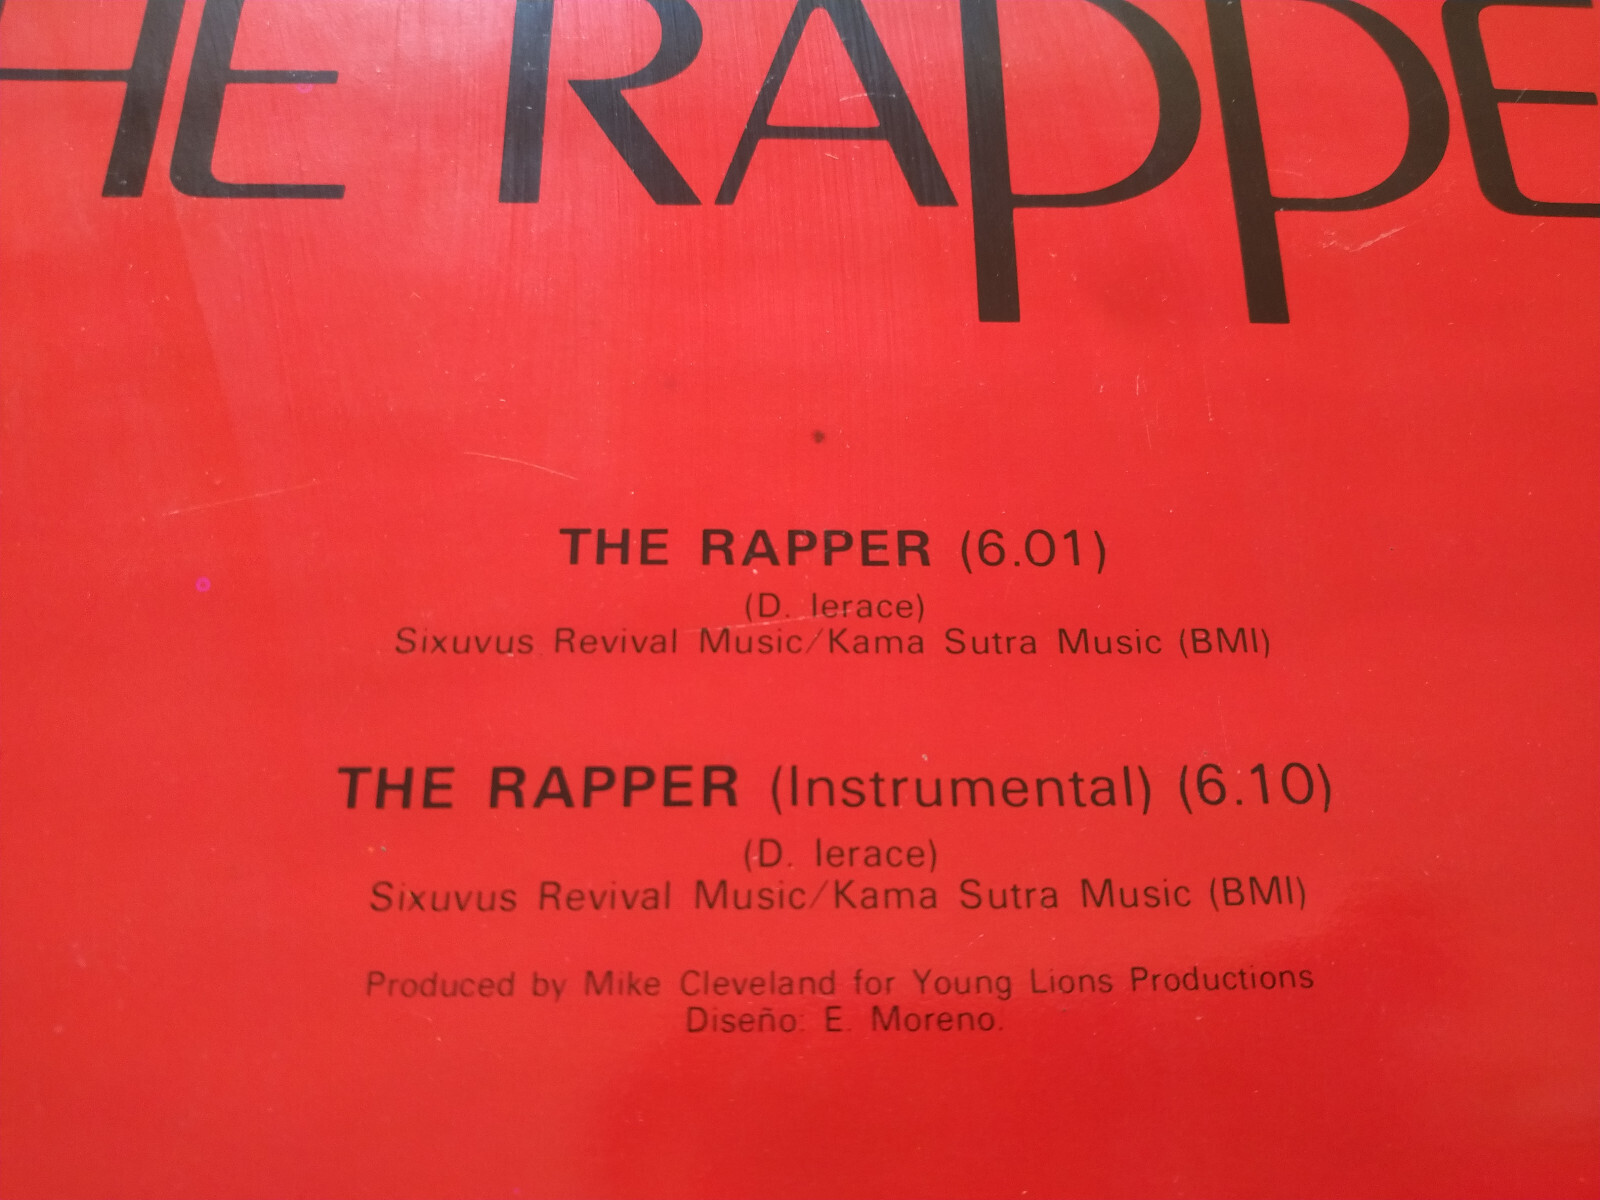 HE RAPPE
THE RAPPER (6.01)
(D. Ierace)
Sixuvus Revival Music/Kama Sutra Music (BMI)
THE RAPPER (Instrumental) (6.10)
(D. Ierace)
Sixuvus Revival Music/Kama Sutra Music (BMI)
Produced by Mike Cleveland for Young Lions Productions
Diseño: E. Moreno.